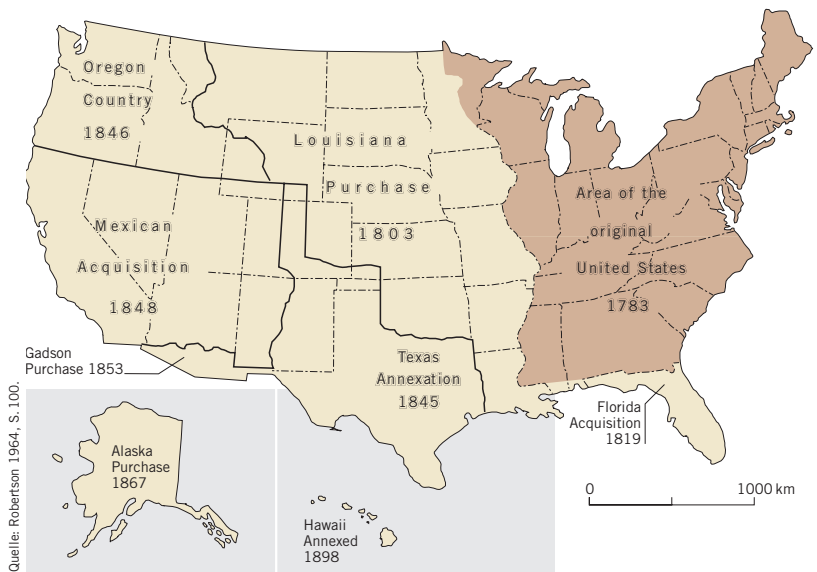 Oregon
Country
1846
Louisiana
Purchase
1803
Area of the
original
United States
1783
Mexican
Acquisition
1848
Gadson
Purchase 1853
Texas
Annexation
1845
Florida
Acquisition
1819
Alaska
Purchase
1867
Hawaii
Annexed
1898
0 1000 km
Quelle: Robertson 1964, S. 100.